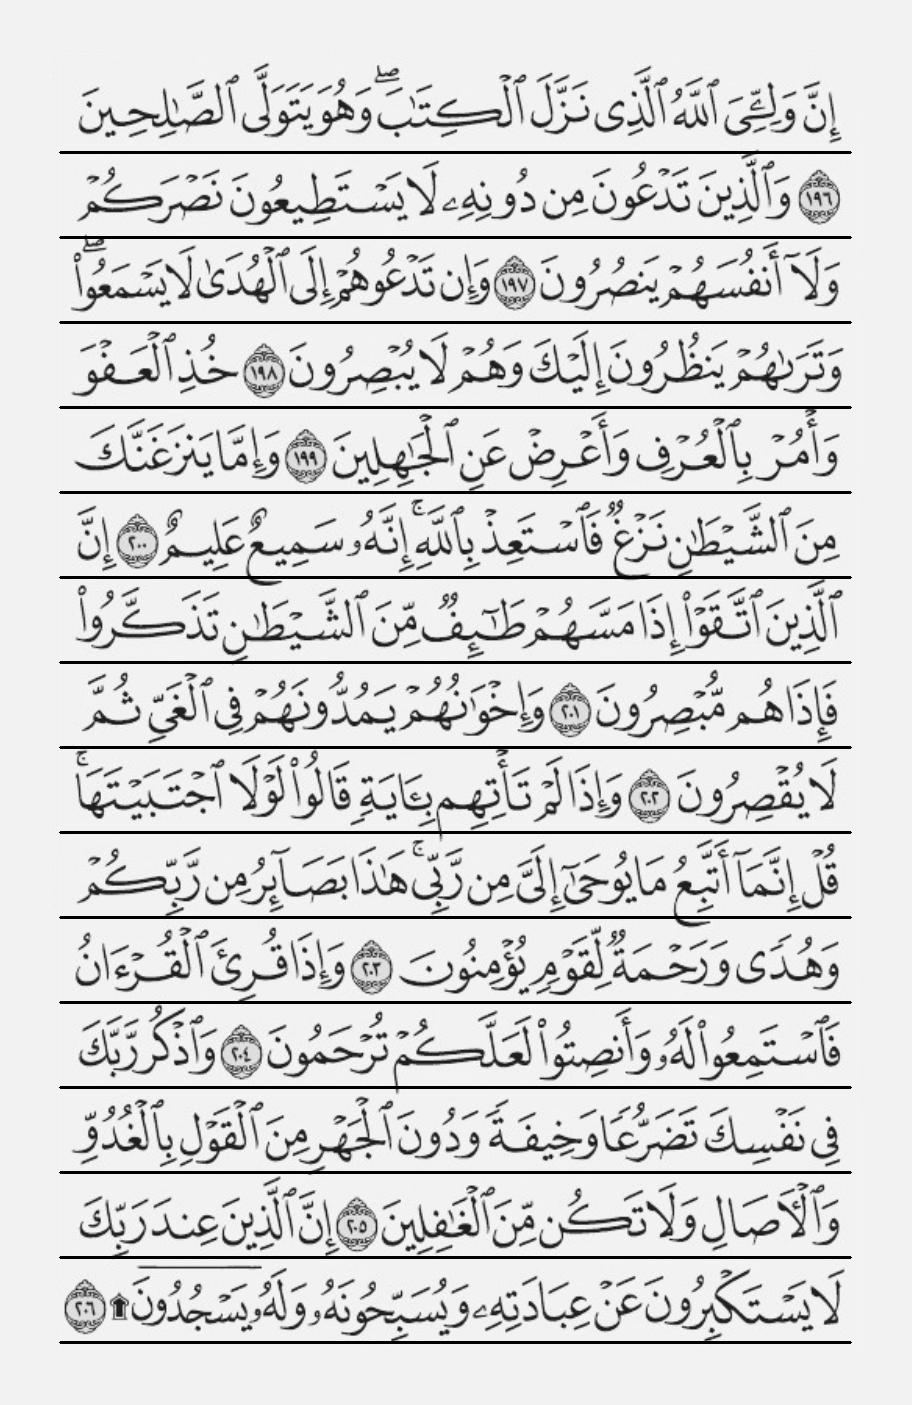 إِنَّ وَلِـِّۧيَ ٱللَّهُ ٱلَّذِى نَزَّلَ ٱلْكِتَـٰبَ ۖ وَهُوَ يَتَوَلَّى ٱلصَّـٰلِحِينَ
١٩٦ وَٱلَّذِينَ تَدْعُونَ مِن دُونِهِۦ لَا يَسْتَطِيعُونَ نَصْرَكُمْ
وَلَآ أَنفُسَهُمْ يَنصُرُونَ ١٩٧ وَإِن تَدْعُوهُمْ إِلَى ٱلْهُدَىٰ لَا يَسْمَعُوا۟ ۖ
وَتَرَىٰهُمْ يَنظُرُونَ إِلَيْكَ وَهُمْ لَا يُبْصِرُونَ ١٩٨ خُذِ ٱلْعَفْوَ
وَأْمُرْ بِٱلْعُرْفِ وَأَعْرِضْ عَنِ ٱلْجَـٰهِلِينَ ١٩٩ وَإِمَّا يَنزَغَنَّكَ
مِنَ ٱلشَّيْطَـٰنِ نَزْغٌ فَٱسْتَعِذْ بِٱللَّهِ ۚ إِنَّهُۥ سَمِيعٌ عَلِيمٌ ٢٠٠ إِنَّ
ٱلَّذِينَ ٱتَّقَوْا۟ إِذَا مَسَّهُمْ طَـٰٓئِفٌ مِّنَ ٱلشَّيْطَـٰنِ تَذَكَّرُوا۟
فَإِذَا هُم مُّبْصِرُونَ ٢٠١ وَإِخْوَٰنُهُمْ يَمُدُّونَهُمْ فِى ٱلْغَىِّ ثُمَّ
لَا يُقْصِرُونَ ٢٠٢ وَإِذَا لَمْ تَأْتِهِم بِـَٔايَةٍ قَالُوا۟ لَوْلَا ٱجْتَبَيْتَهَا ۚ
قُلْ إِنَّمَآ أَتَّبِعُ مَا يُوحَىٰٓ إِلَىَّ مِن رَّبِّى ۚ هَـٰذَا بَصَآئِرُ مِن رَّبِّكُمْ
وَهُدًى وَرَحْمَةٌ لِّقَوْمٍ يُؤْمِنُونَ ٢٠٣ وَإِذَا قُرِئَ ٱلْقُرْءَانُ
فَٱسْتَمِعُوا۟ لَهُۥ وَأَنصِتُوا۟ لَعَلَّكُمْ تُرْحَمُونَ ٢٠٤ وَٱذْكُر رَّبَّكَ
فِى نَفْسِكَ تَضَرُّعًا وَخِيفَةً وَدُونَ ٱلْجَهْرِ مِنَ ٱلْقَوْلِ بِٱلْغُدُوِّ
وَٱلْـَٔاصَالِ وَلَا تَكُن مِّنَ ٱلْغَـٰفِلِينَ ٢٠٥ إِنَّ ٱلَّذِينَ عِندَ رَبِّكَ
لَا يَسْتَكْبِرُونَ عَنْ عِبَادَتِهِۦ وَيُسَبِّحُونَهُۥ وَلَهُۥ يَسْجُدُونَ ٢٠٦